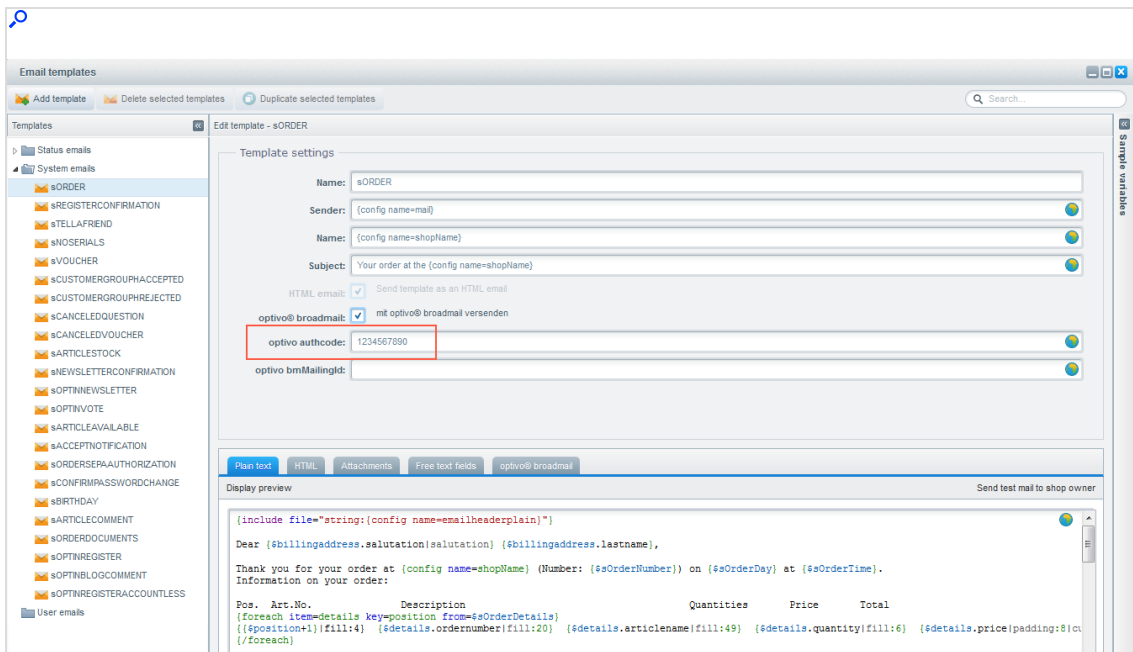 Email templates
Add template Delete selected templates Duplicate selected templates Search...
Templates
Edit template - sORDER
Sample variables
Status emails
System emails
sORDER
sREGISTERCONFIRMATION
sTELLAFRIEND
sNOSERIALS
sVOUCHER
sCUSTOMERGROUPHACCEPTED
sCUSTOMERGROUPHREJECTED
sCANCELEDQUESTION
sCANCELEDVOUCHER
sARTICLESTOCK
sNEWSLETTERCONFIRMATION
sOPTINNEWSLETTER
sOPTINVOTE
sARTICLEAVAILABLE
sACCEPTNOTIFICATION
sORDERSEPAAUTHORIZATION
sCONFIRMPASSWORDCHANGE
sBIRTHDAY
sARTICLECOMMENT
sORDERDOCUMENTS
sOPTINREGISTER
sOPTINBLOGCOMMENT
sOPTINREGISTERACCOUNTLESS
User emails
Template settings
Name: sORDER
Sender: {config name=mail}
Name: {config name=shopName}
Subject: Your order at the {config name=shopName}
HTML email: Send template as an HTML email
optivo® broadmail: mit optivo® broadmail versenden
optivo authcode: 1234567890
optivo bmMailingId:
Plain text HTML Attachments Free text fields optivo® broadmail
Display preview Send test mail to shop owner
{include file="string:{config name=emailheaderplain}"}
Dear {$billingaddress.salutation|salutation} {$billingaddress.lastname},
Thank you for your order at {config name=shopName} (Number: {$sOrderNumber}) on {$sOrderDay} at {$sOrderTime}.
Information on your order:
Pos. Art.No. Description Quantities Price Total
{foreach item=details key=position from=$sOrderDetails}
{{$position+1}|fill:4} {$details.ordernumber|fill:20} {$details.articlename|fill:49} {$details.quantity|fill:6} {$details.price|padding:8|cu
{/foreach}